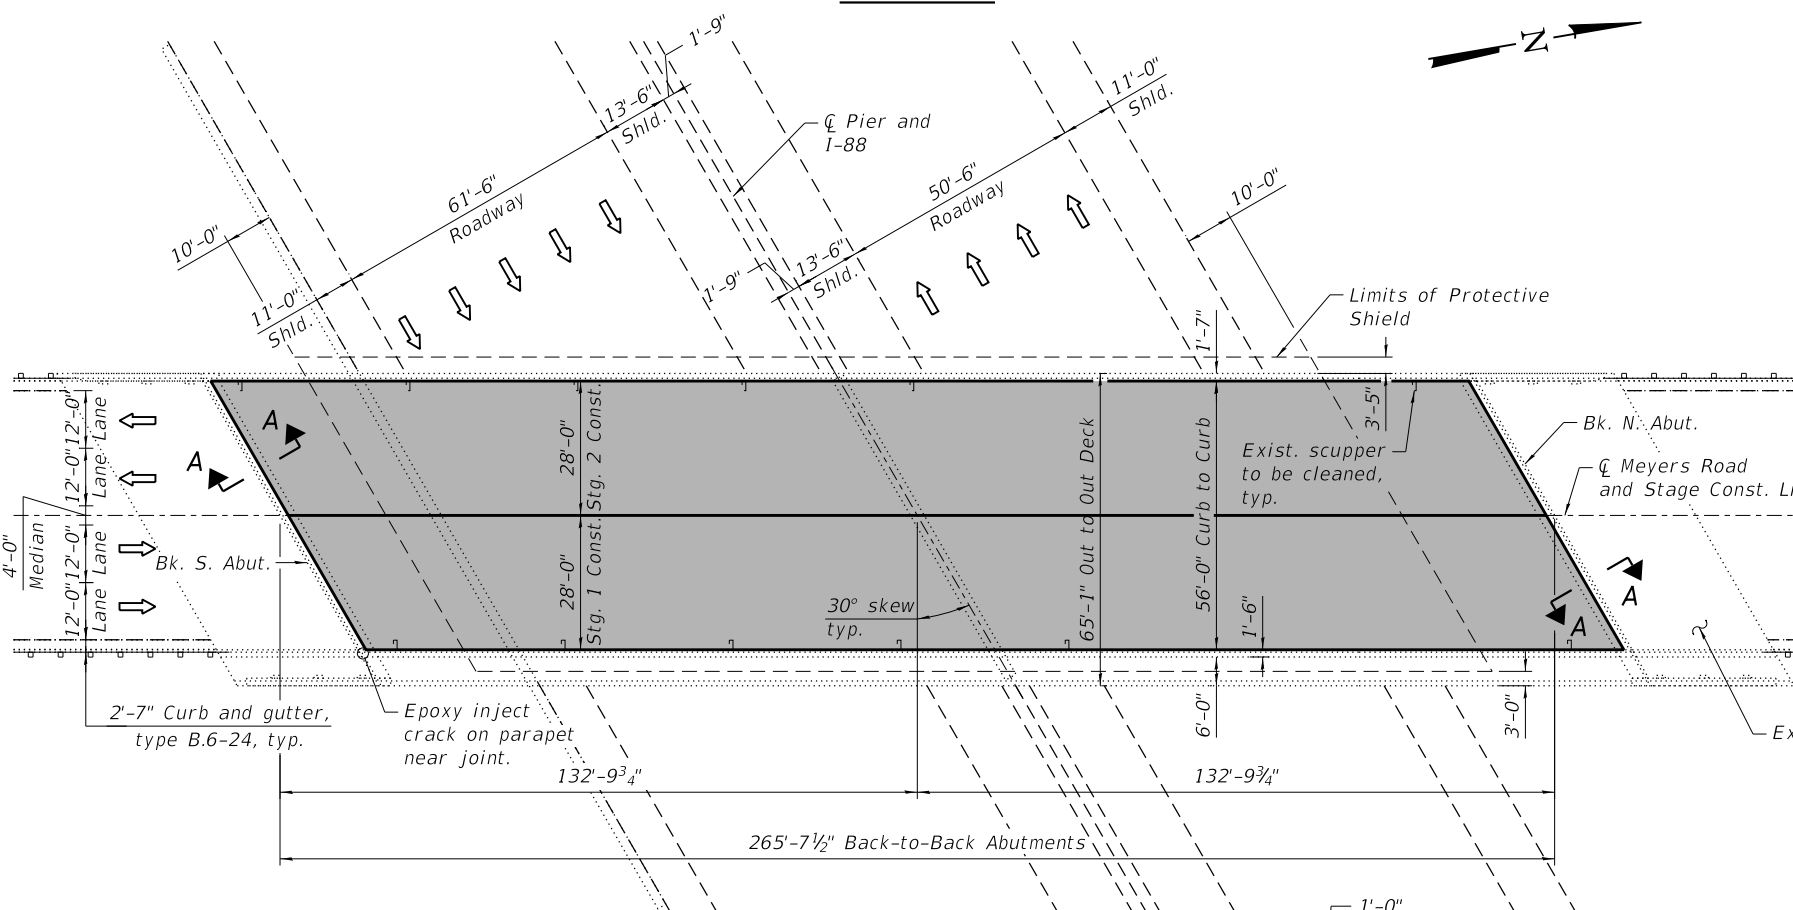 N
1'-9"
13'-6"
Shld.
11'-0"
Shld.
℄ Pier and
I-88
61'-6"
Roadway
50'-6"
Roadway
10'-0"
10'-0"
1'-9"
13'-6"
Shld.
11'-0"
Shld.
Limits of Protective
Shield
1'-7"
3'-5"
12'-0"
Lane
12'-0"
Lane
4'-0"
Median
12'-0"
Lane
12'-0"
Lane
A
A
28'-0"
Stg. 2 Const.
28'-0"
Stg. 1 Const.
65'-1" Out to Out Deck
56'-0" Curb to Curb
Exist. scupper
to be cleaned,
typ.
Bk. N. Abut.
℄ Meyers Road
and Stage Const. Li
Bk. S. Abut.
30° skew
typ.
1'-6"
A
A
2'-7" Curb and gutter,
type B.6-24, typ.
Epoxy inject
crack on parapet
near joint.
6'-0"
3'-0"
Ex
132'-9¾"
132'-9¾"
265'-7½" Back-to-Back Abutments
1'-0"